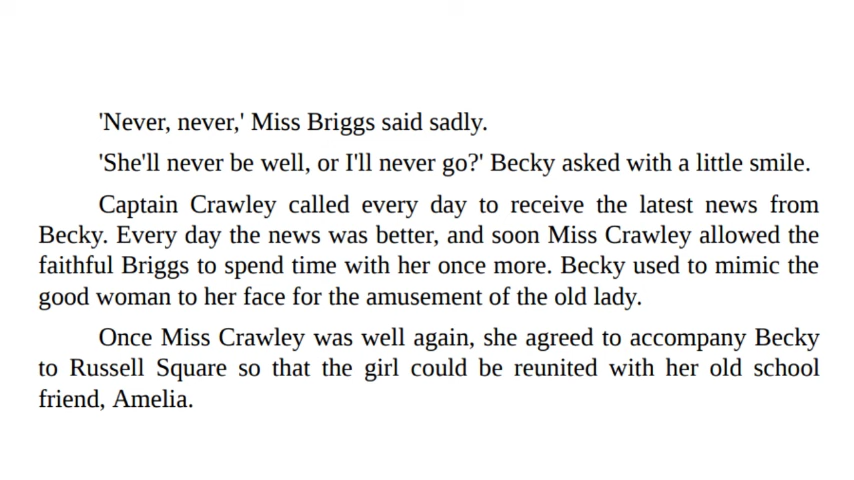 'Never, never,' Miss Briggs said sadly.
'She'll never be well, or I'll never go?' Becky asked with a little smile.
Captain Crawley called every day to receive the latest news from
Becky. Every day the news was better, and soon Miss Crawley allowed the
faithful Briggs to spend time with her once more. Becky used to mimic the
good woman to her face for the amusement of the old lady.
Once Miss Crawley was well again, she agreed to accompany Becky
to Russell Square so that the girl could be reunited with her old school
friend, Amelia.